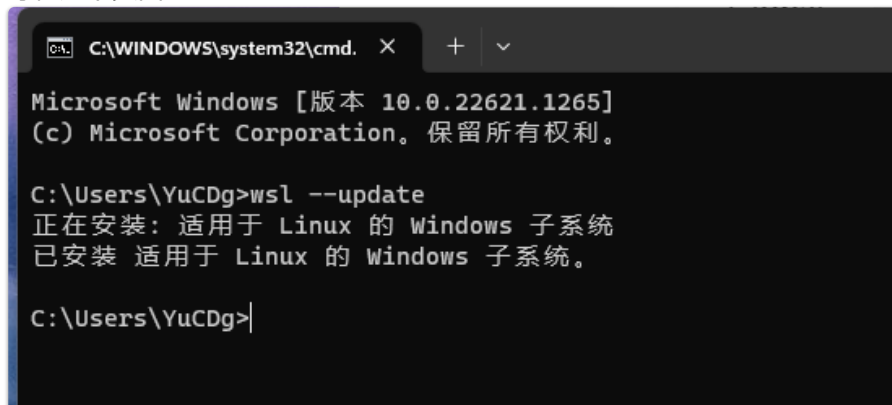 C:\WINDOWS\system32\cmd.
Microsoft Windows [版本 10.0.22621.1265]
(c) Microsoft Corporation。保留所有权利。
C:\Users\YuCDg>wsl --update
正在安装: 适用于 Linux 的 Windows 子系统
已安装 适用于 Linux 的 Windows 子系统。
C:\Users\YuCDg>